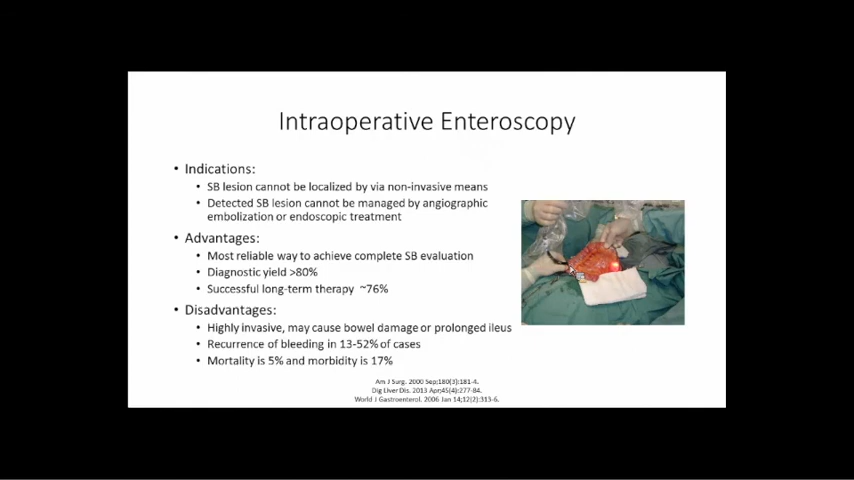 Intraoperative Enteroscopy
• Indications:
• SB lesion cannot be localized by via non-invasive means
• Detected SB lesion cannot be managed by angiographic
embolization or endoscopic treatment
• Advantages:
• Most reliable way to achieve complete SB evaluation
• Diagnostic yield >80%
• Successful long-term therapy ~76%
• Disadvantages:
• Highly invasive, may cause bowel damage or prolonged ileus
• Recurrence of bleeding in 13-52% of cases
• Mortality is 5% and morbidity is 17%
Am J Surg. 2000 Sep;180(3):181-4.
Dig Liver Dis. 2013 Apr;45(4):277-84.
World J Gastroenterol. 2006 Jan 14;12(2):313-6.